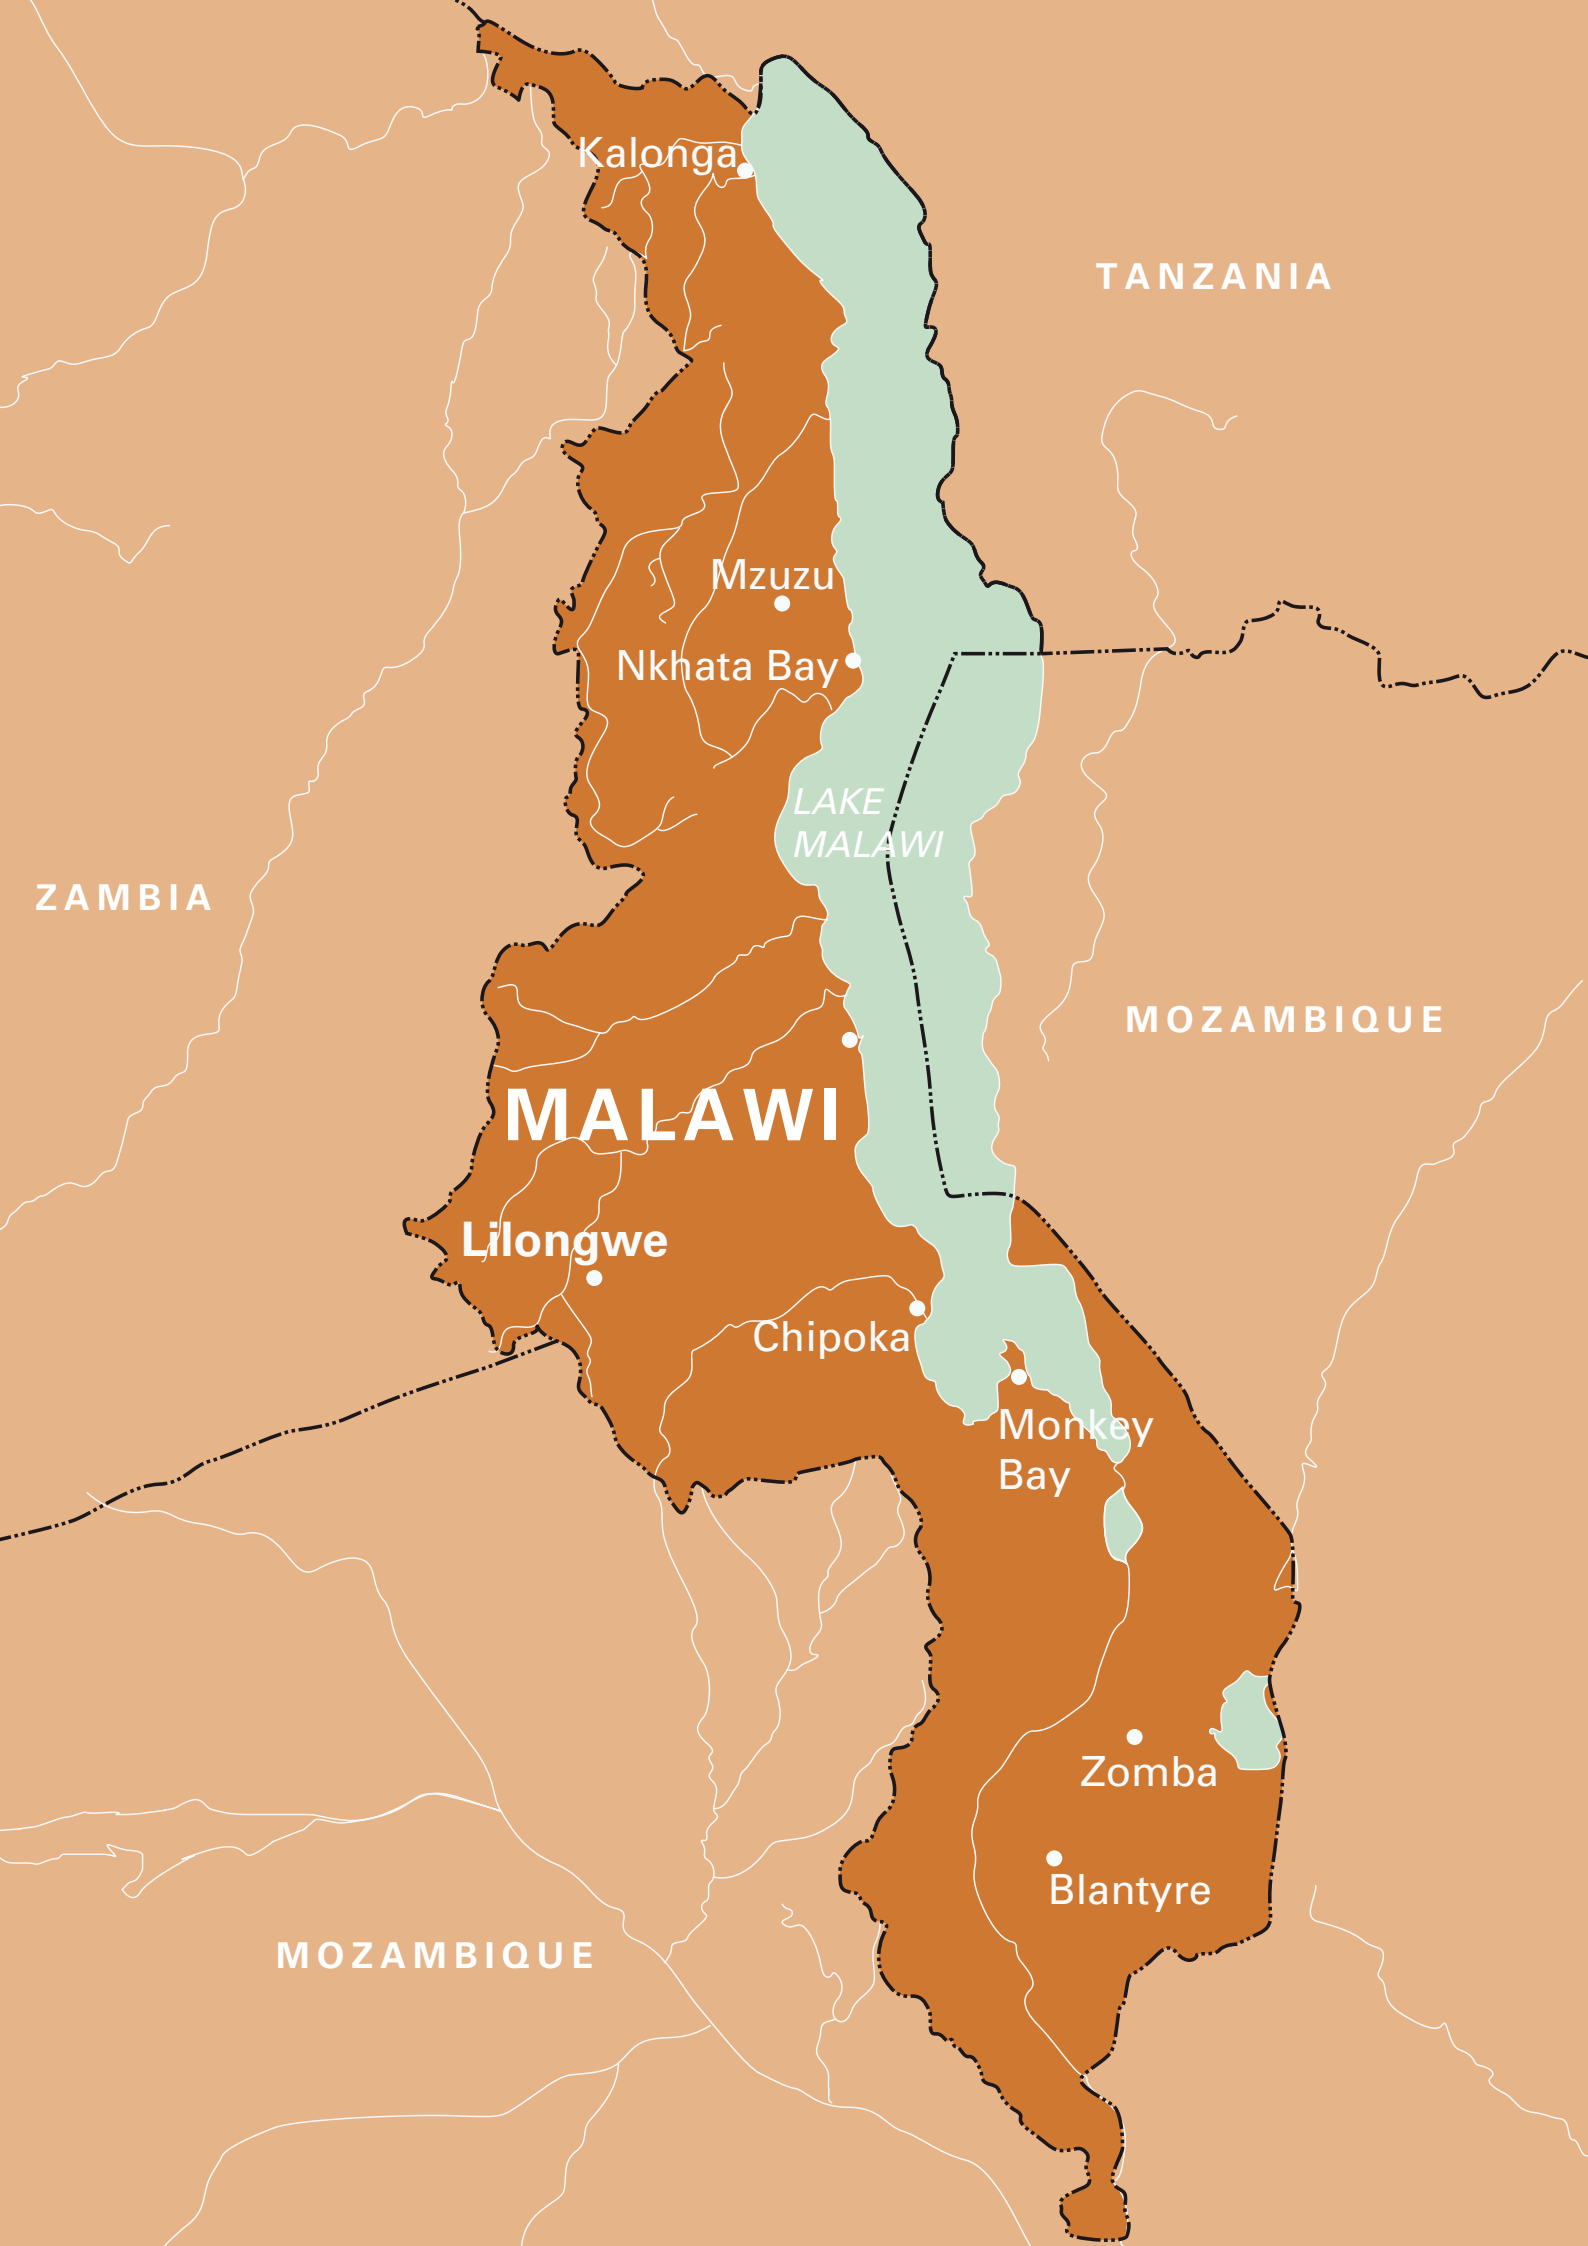 Kalonga
TANZANIA
Mzuzu
Nkhata Bay
LAKE
MALAWI
ZAMBIA
MOZAMBIQUE
MALAWI
Lilongwe
Chipoka
Monkey
Bay
Zomba
Blantyre
MOZAMBIQUE